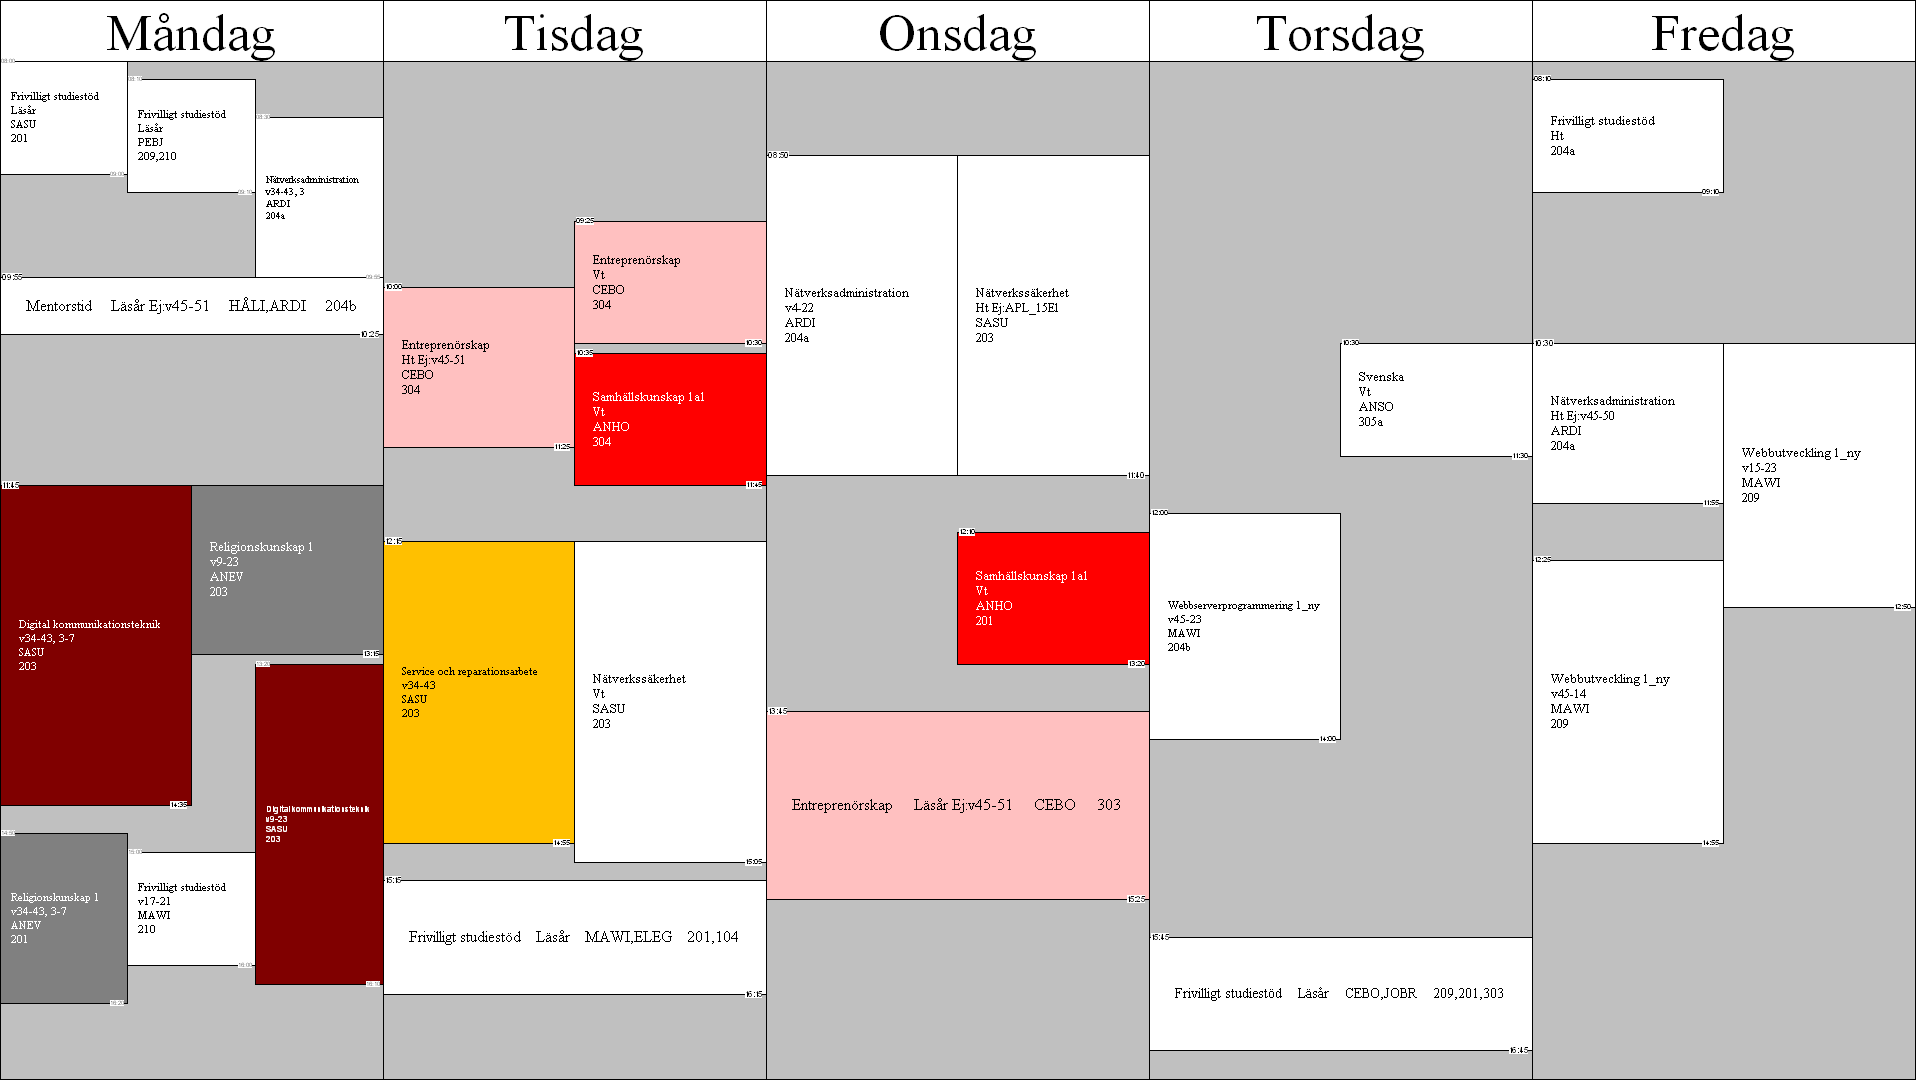 Måndag
Tisdag
Onsdag
Torsdag
Fredag
08:00
Frivilligt studiestöd
Läsår
SASU
201
09:00
08:10
Frivilligt studiestöd
Läsår
PEBJ
209,210
09:10
08:30
Nätverksadministration
v34-43, 3
ARDI
204a
09:55
09:55
Mentorstid Läsår Ej:v45-51 HÅLI,ARDI 204b
10:25
11:45
Digital kommunikationsteknik
v34-43, 3-7
SASU
203
14:35
Religionskunskap 1
v9-23
ANEV
203
13:15
13:20
Digital kommunikationsteknik
v9-23
SASU
203
16:10
14:50
Religionskunskap 1
v34-43, 3-7
ANEV
201
16:20
15:00
Frivilligt studiestöd
v17-21
MAWI
210
16:00
10:00
Entreprenörskap
Ht Ej:v45-51
CEBO
304
11:25
09:25
Entreprenörskap
Vt
CEBO
304
10:30
10:35
Samhällskunskap 1a1
Vt
ANHO
304
11:45
12:15
Service och reparationsarbete
v34-43
SASU
203
14:55
Nätverkssäkerhet
Vt
SASU
203
15:05
15:15
Frivilligt studiestöd Läsår MAWI,ELEG 201,104
16:15
08:50
Nätverksadministration
v4-22
ARDI
204a
Nätverkssäkerhet
Ht Ej:APL_15El
SASU
203
11:40
12:10
Samhällskunskap 1a1
Vt
ANHO
201
13:20
13:45
Entreprenörskap Läsår Ej:v45-51 CEBO 303
15:25
10:30
Svenska
Vt
ANSO
305a
11:30
12:00
Webbserverprogrammering 1_ny
v45-23
MAWI
204b
14:00
15:45
Frivilligt studiestöd Läsår CEBO,JOBR 209,201,303
16:45
08:10
Frivilligt studiestöd
Ht
204a
09:10
10:30
Nätverksadministration
Ht Ej:v45-50
ARDI
204a
11:55
Webbutveckling 1_ny
v15-23
MAWI
209
12:50
12:25
Webbutveckling 1_ny
v45-14
MAWI
209
14:55